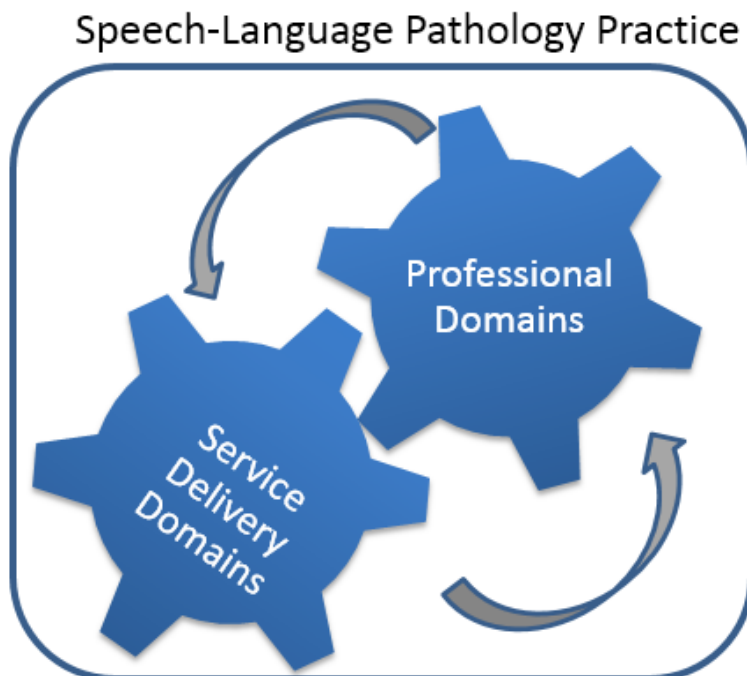 Speech-Language Pathology Practice
Professional
Domains
Service
Delivery
Domains